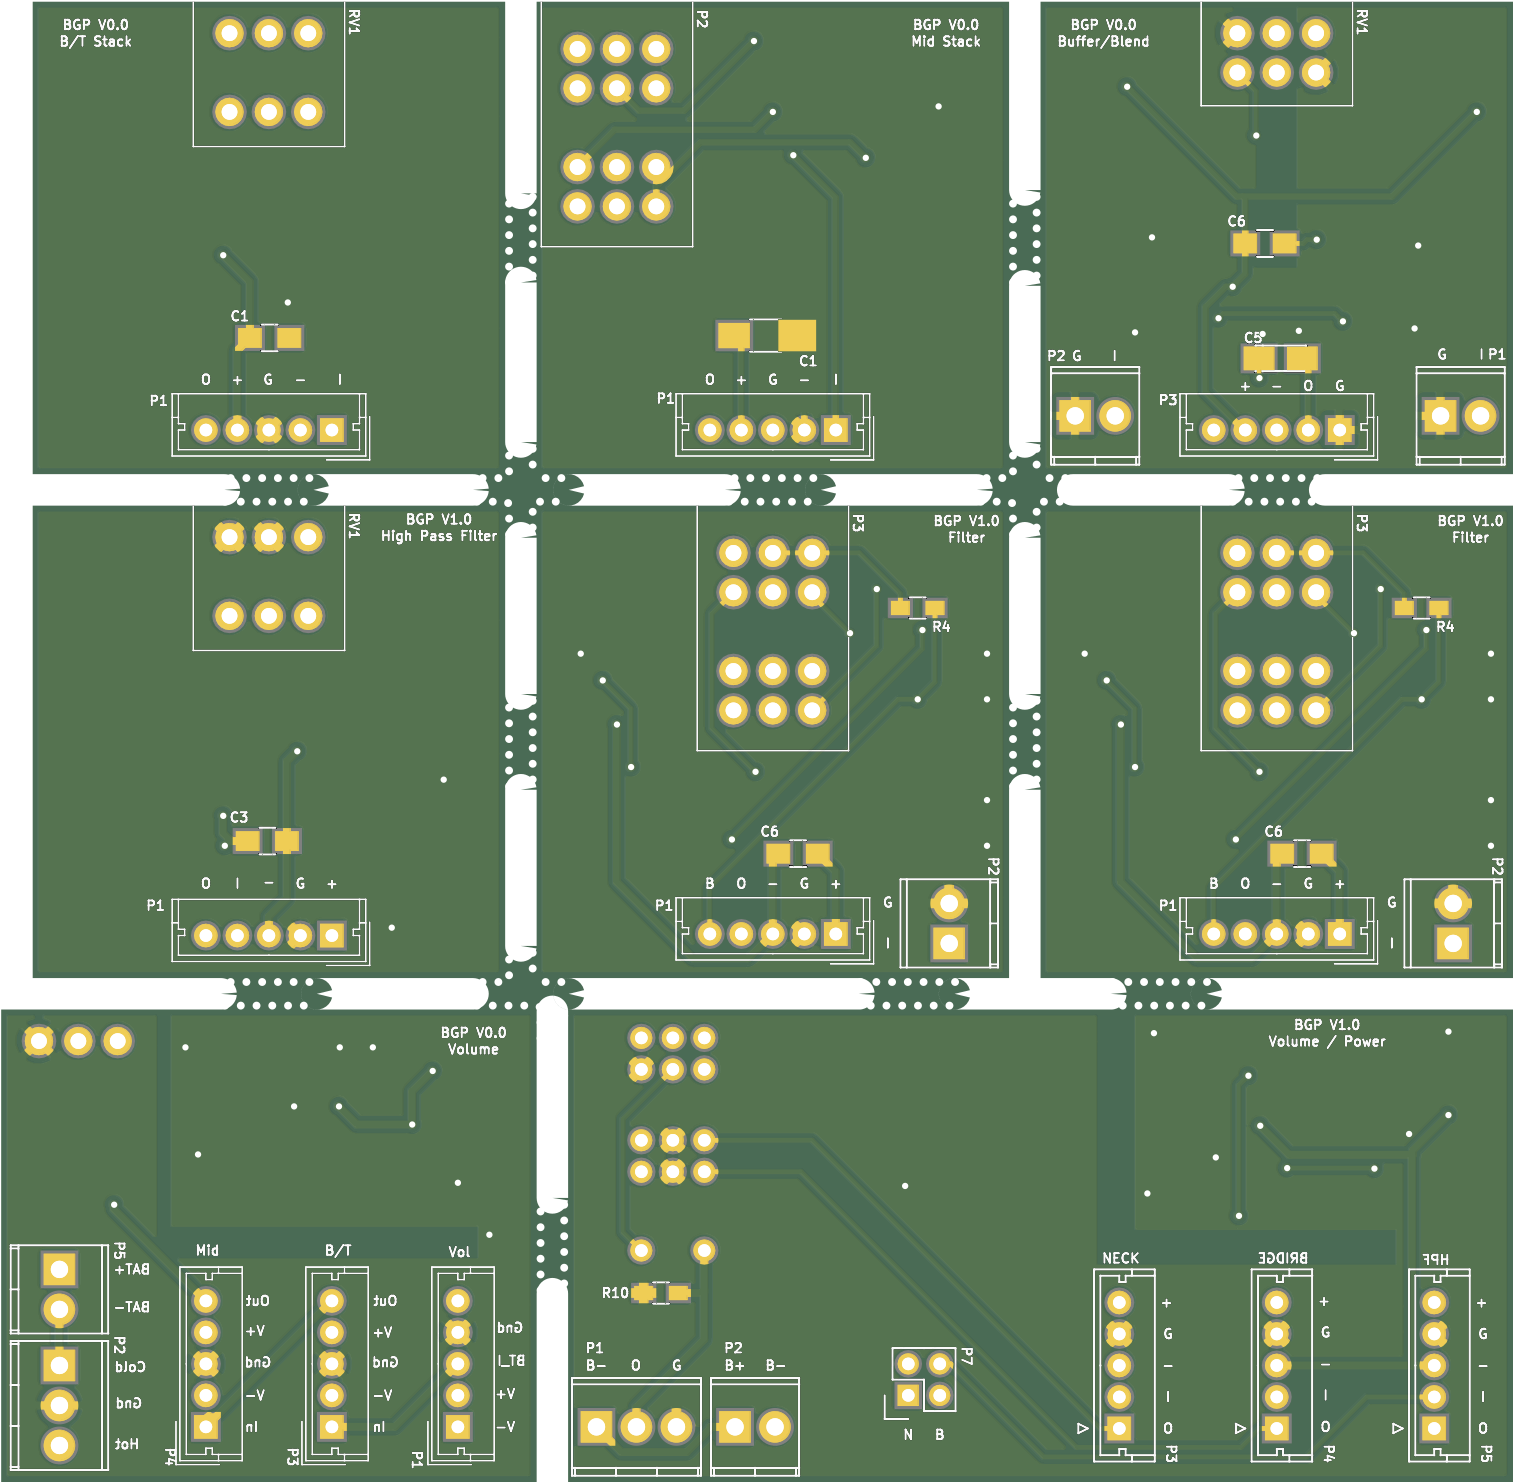 BGP V0.0
B/T Stack
RV1
C1
O + G - I
P1
P2
BGP V0.0
Mid Stack
C1
O + G - I
P1
BGP V0.0
Buffer/Blend
RV1
C6
C5
P2 G I
+ - O G
P3
G I P1
RV1
BGP V1.0
High Pass Filter
C3
O I - G +
P1
P3
BGP V1.0
Filter
R4
C6
P2
B O - G +
P1
G
I
P3
BGP V1.0
Filter
R4
C6
P2
B O - G +
P1
G
I
BGP V0.0
Volume
P5
BAT+
BAT-
P2
Cold
Gnd
Hot
Mid
Out
V+
Gnd
V-
In
P4
B/T
Out
V+
Gnd
V-
In
P3
Vol
Gnd
BT_I
V+
V-
P1
BGP V1.0
Volume / Power
R10
P1
B- O G
P2
B+ B-
P7
N B
NECK
+
G
-
I
O
P3
BRIDGE
+
G
-
I
O
P4
HPF
+
G
-
I
O
P5